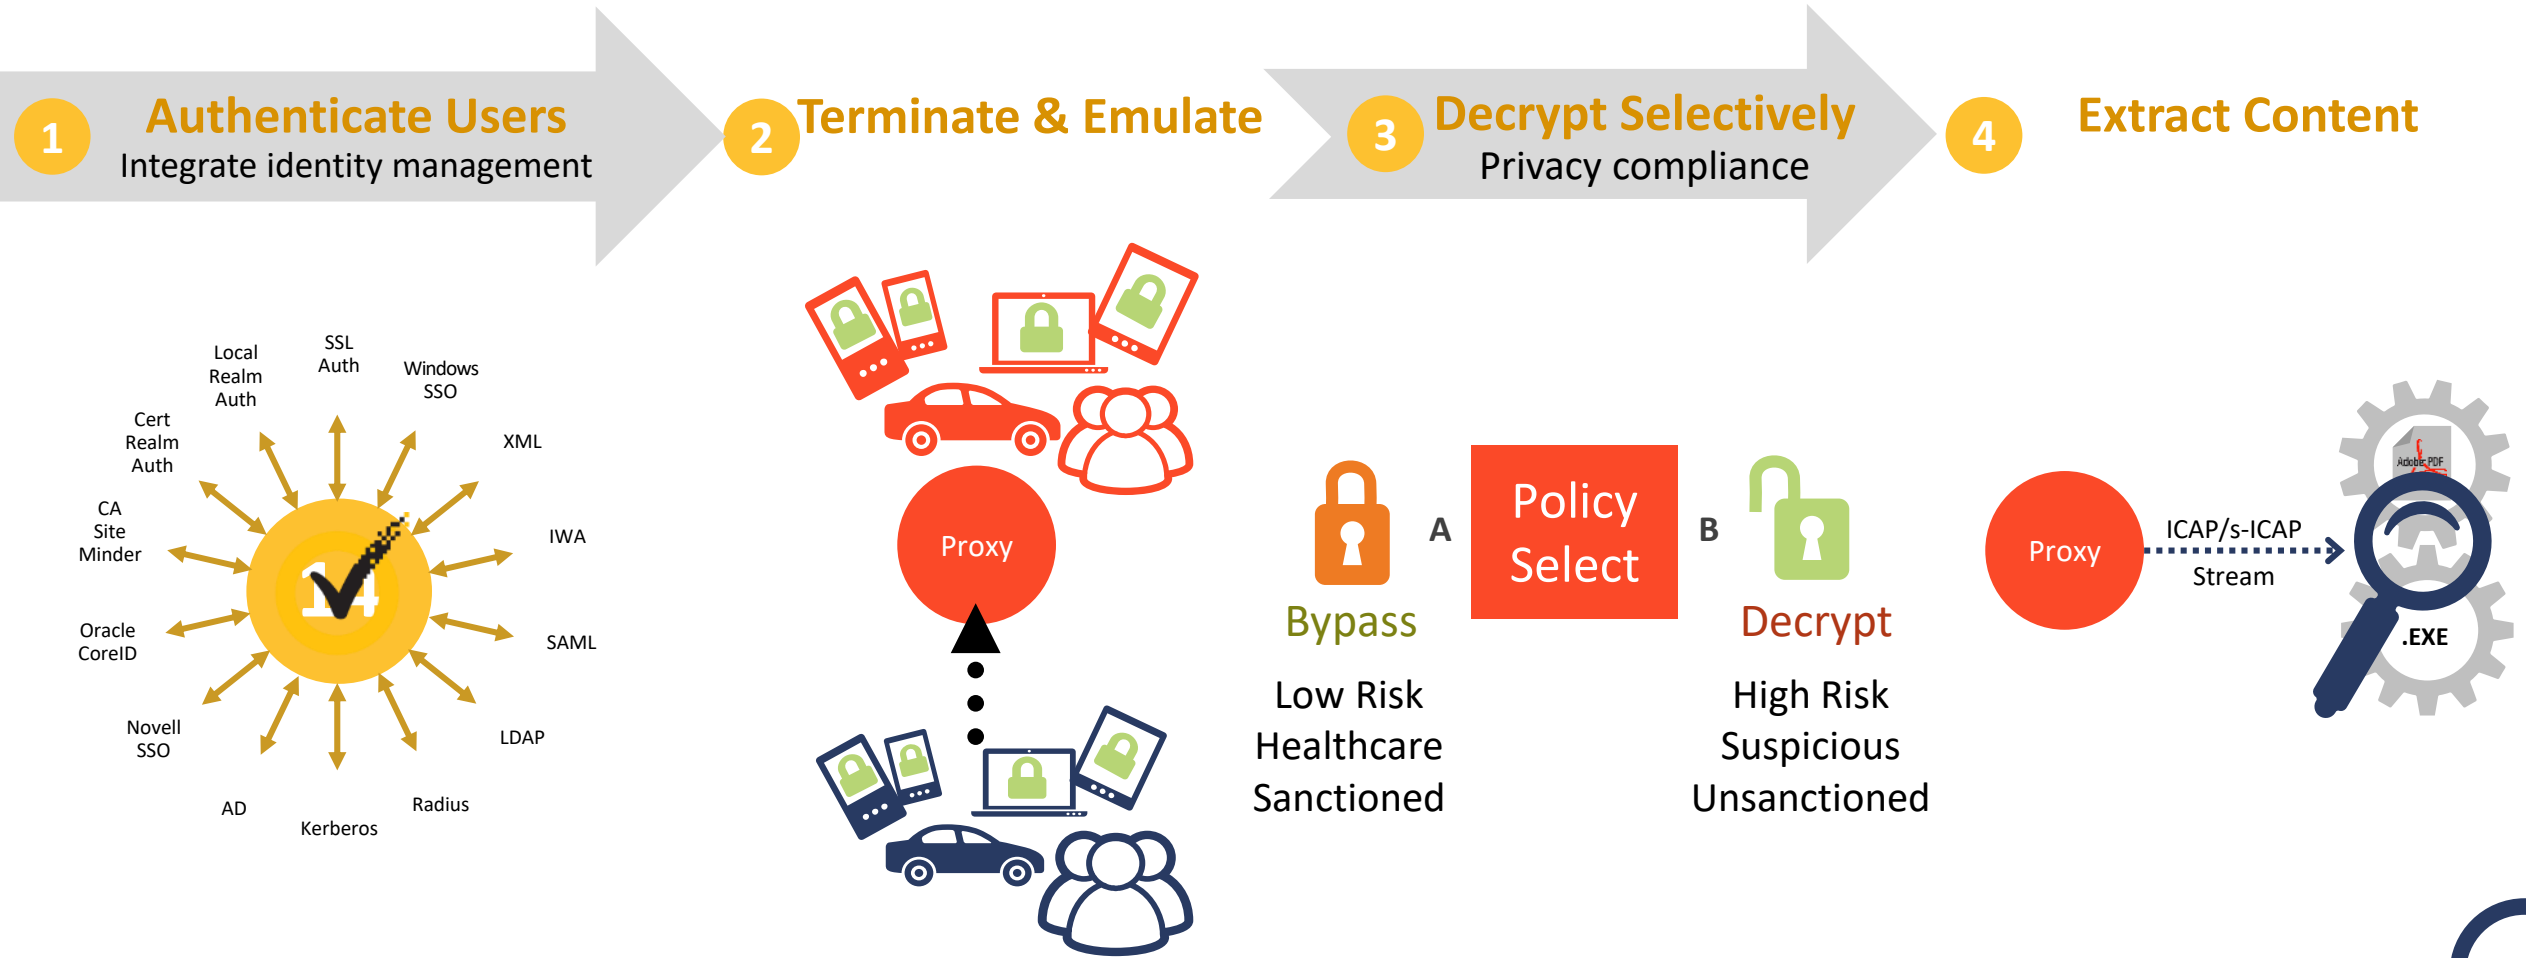 1
Authenticate Users
Integrate identity management
2
Terminate & Emulate
3
Decrypt Selectively
Privacy compliance
4
Extract Content
SSL
Auth
Windows
SSO
XML
IWA
SAML
LDAP
Radius
Kerberos
AD
Novell
SSO
Oracle
CoreID
CA
Site
Minder
Cert
Realm
Auth
Local
Realm
Auth
14
Proxy
A
Policy
Select
B
Bypass
Low Risk
Healthcare
Sanctioned
Decrypt
High Risk
Suspicious
Unsanctioned
Proxy
ICAP/s-ICAP
Stream
Adobe PDF
.EXE